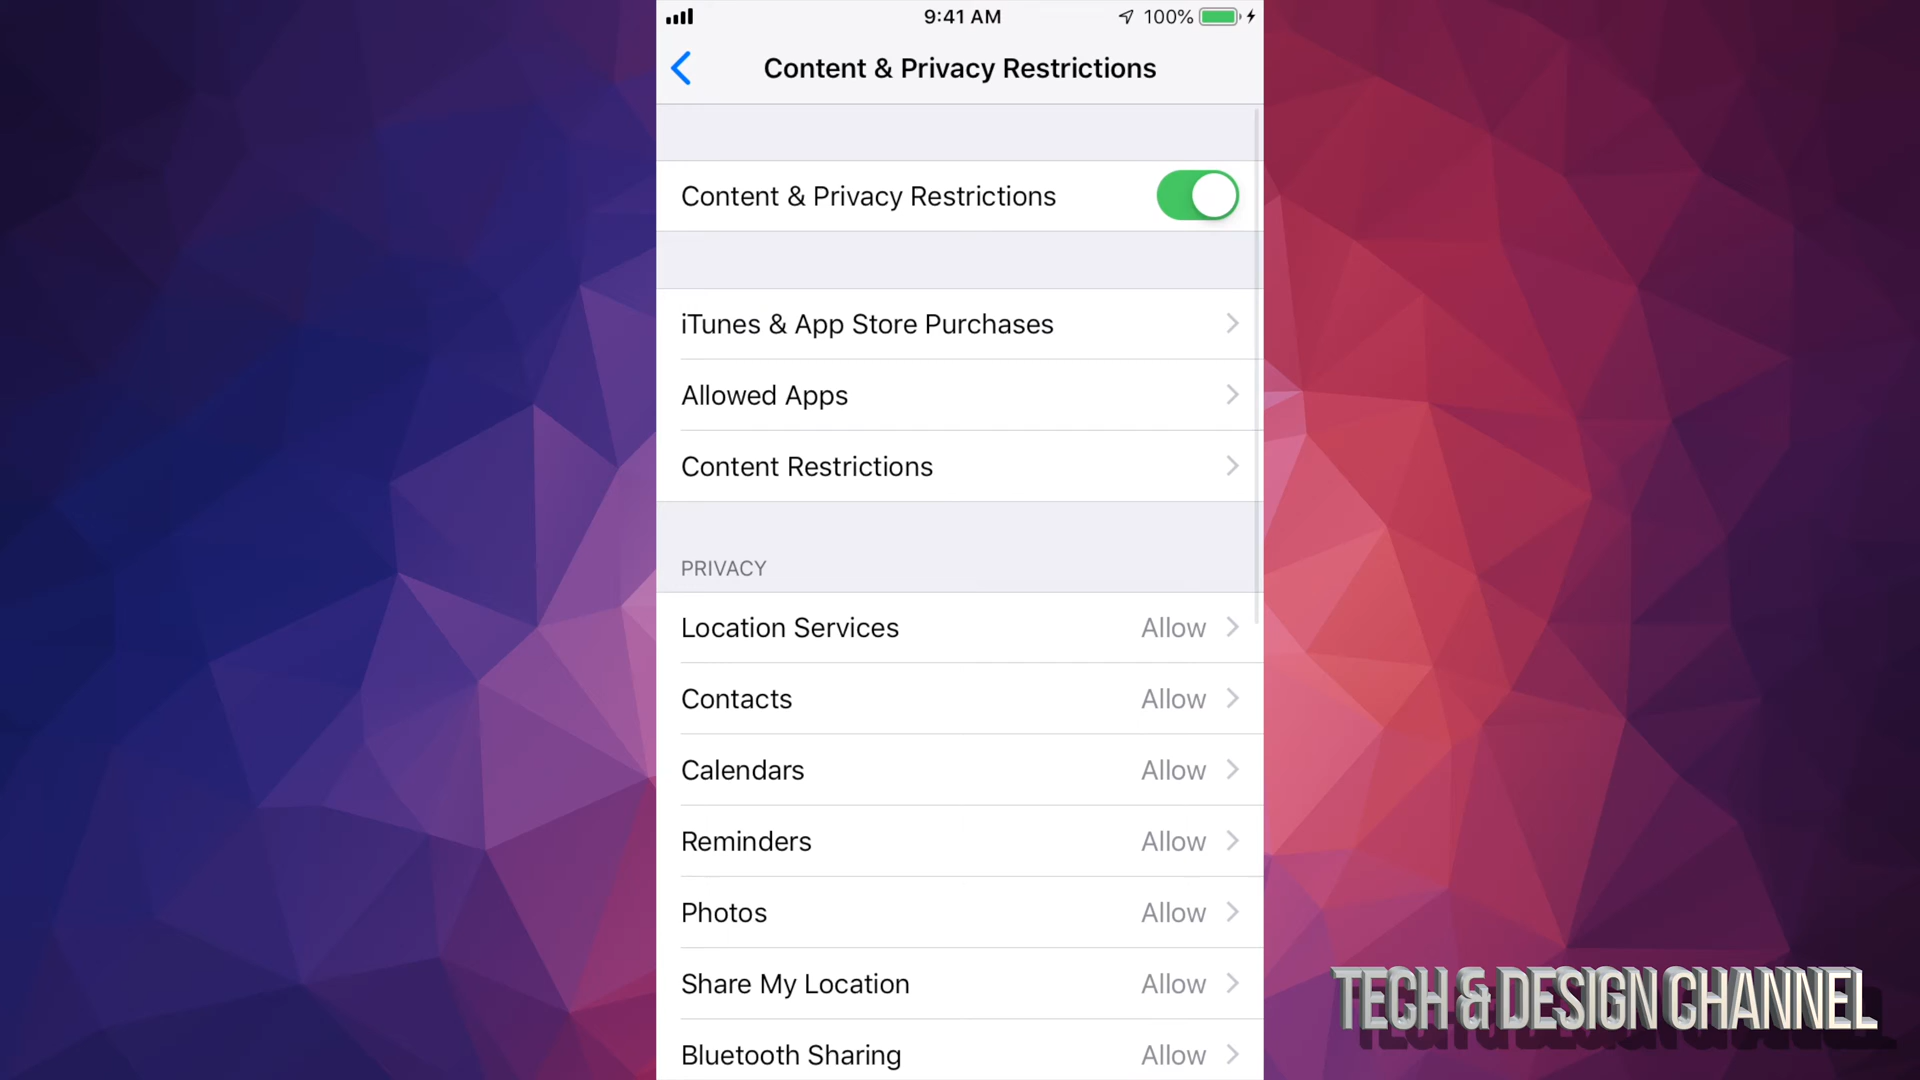 9:41 AM
100%
Content & Privacy Restrictions
Content & Privacy Restrictions
iTunes & App Store Purchases
Allowed Apps
Content Restrictions
PRIVACY
Location Services Allow
Contacts Allow
Calendars Allow
Reminders Allow
Photos Allow
Share My Location Allow
Bluetooth Sharing Allow
TECH & DESIGN CHANNEL